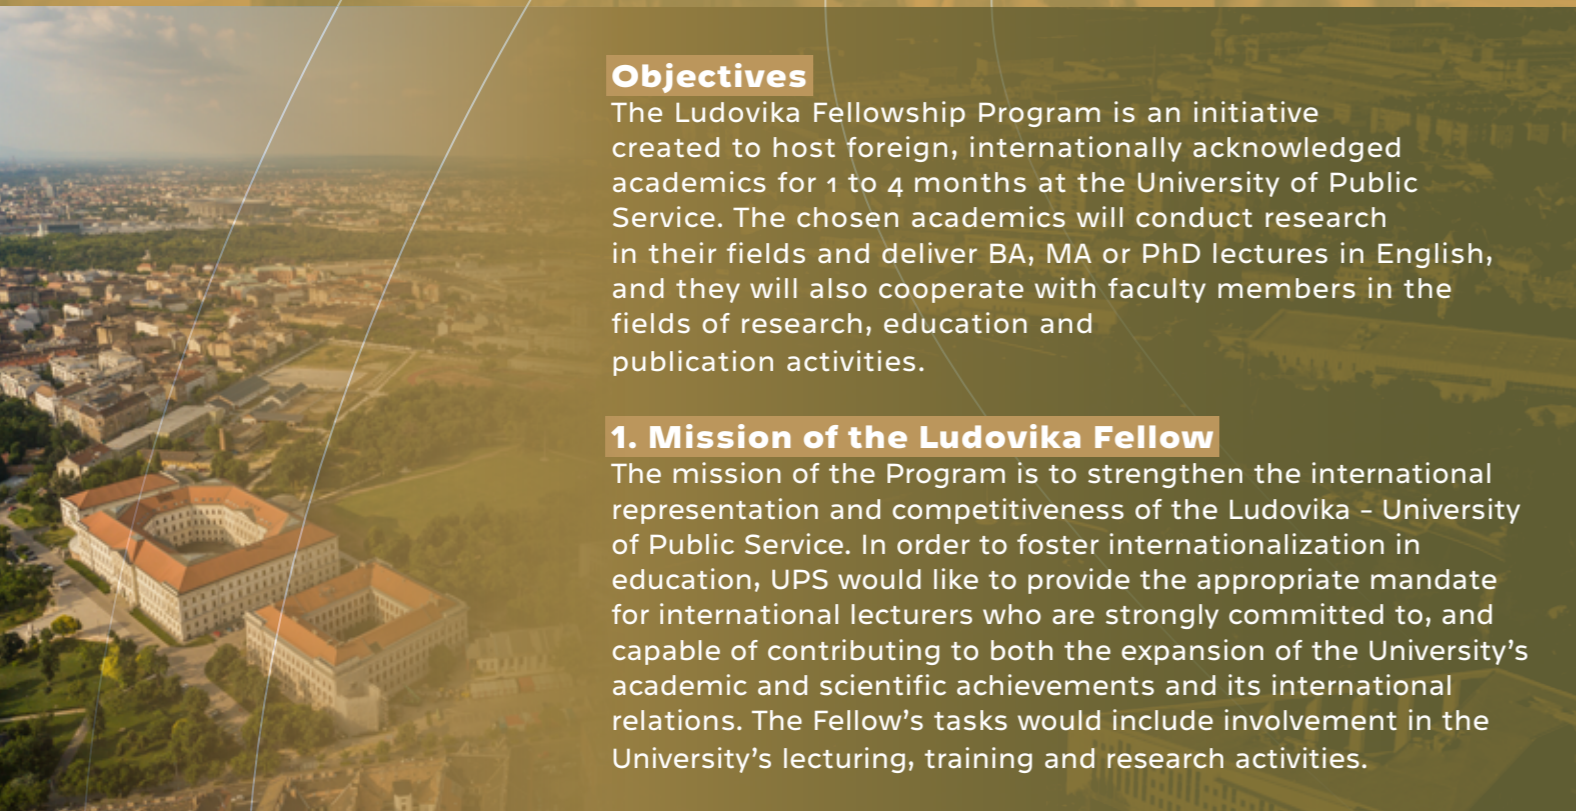 Objectives
The Ludovika Fellowship Program is an initiative
created to host foreign, internationally acknowledged
academics for 1 to 4 months at the University of Public
Service. The chosen academics will conduct research
in their fields and deliver BA, MA or PhD lectures in English,
and they will also cooperate with faculty members in the
fields of research, education and
publication activities.
1. Mission of the Ludovika Fellow
The mission of the Program is to strengthen the international
representation and competitiveness of the Ludovika – University
of Public Service. In order to foster internationalization in
education, UPS would like to provide the appropriate mandate
for international lecturers who are strongly committed to, and
capable of contributing to both the expansion of the University’s
academic and scientific achievements and its international
relations. The Fellow’s tasks would include involvement in the
University’s lecturing, training and research activities.